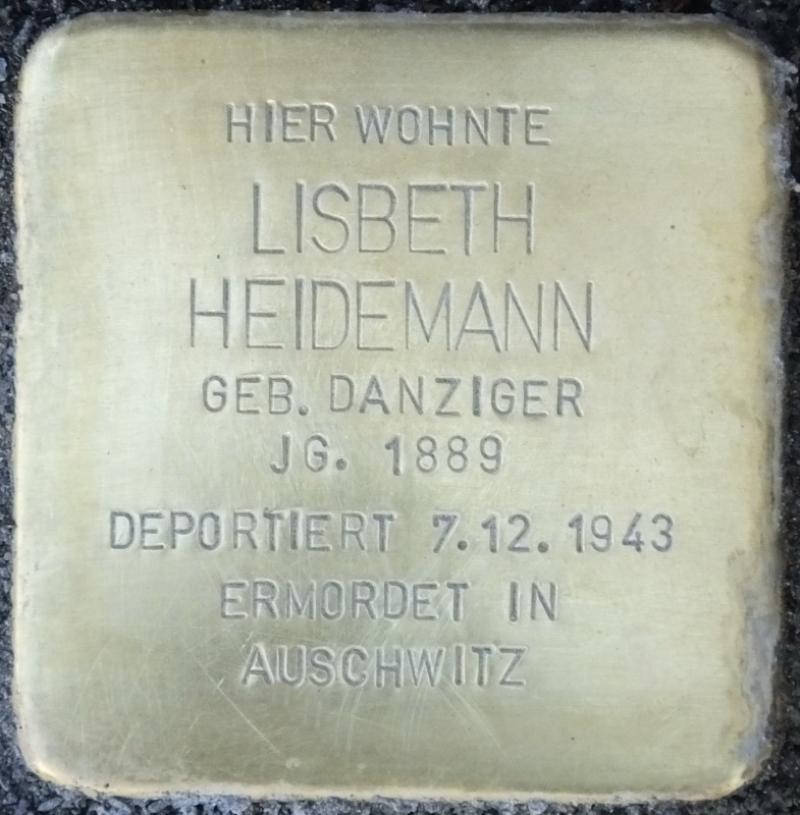 HIER WOHNTE
LISBETH
HEIDEMANN
GEB. DANZIGER
JG. 1889
DEPORTIERT 7.12.1943
ERMORDET IN
AUSCHWITZ